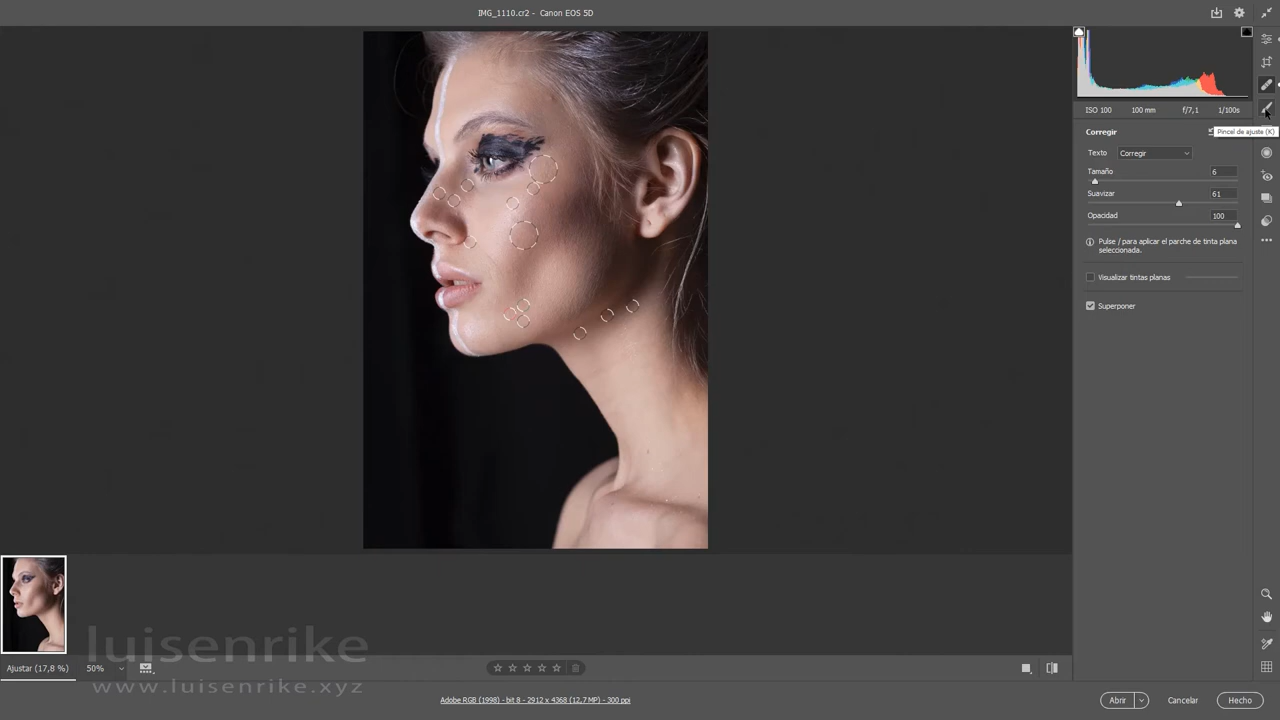 IMG_1110.cr2 - Canon EOS 5D
ISO 100 100 mm f/7,1 1/100s
Corregir
Pincel de ajuste (K)
Texto Corregir
Tamaño 6
Suavizar 61
Opacidad 100
Pulse / para aplicar el parche de tinta plana
seleccionada.
Visualizar tintas planas
Superponer
luisenrike
www.luisenrike.xyz
Ajustar (17,8 %) 50%
Adobe RGB (1998) - bit 8 - 2912 x 4368 (12,7 MP) - 300 ppi
Abrir Cancelar Hecho